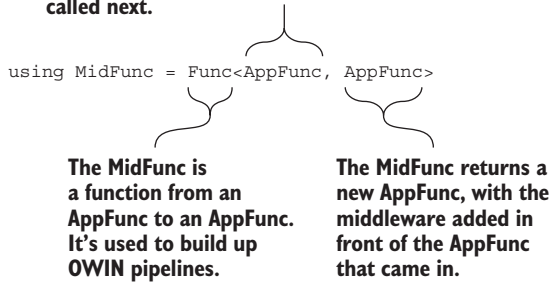 called next.
using MidFunc = Func<AppFunc, AppFunc>
The MidFunc is
a function from an
AppFunc to an AppFunc.
It's used to build up
OWIN pipelines.
The MidFunc returns a
new AppFunc, with the
middleware added in
front of the AppFunc
that came in.